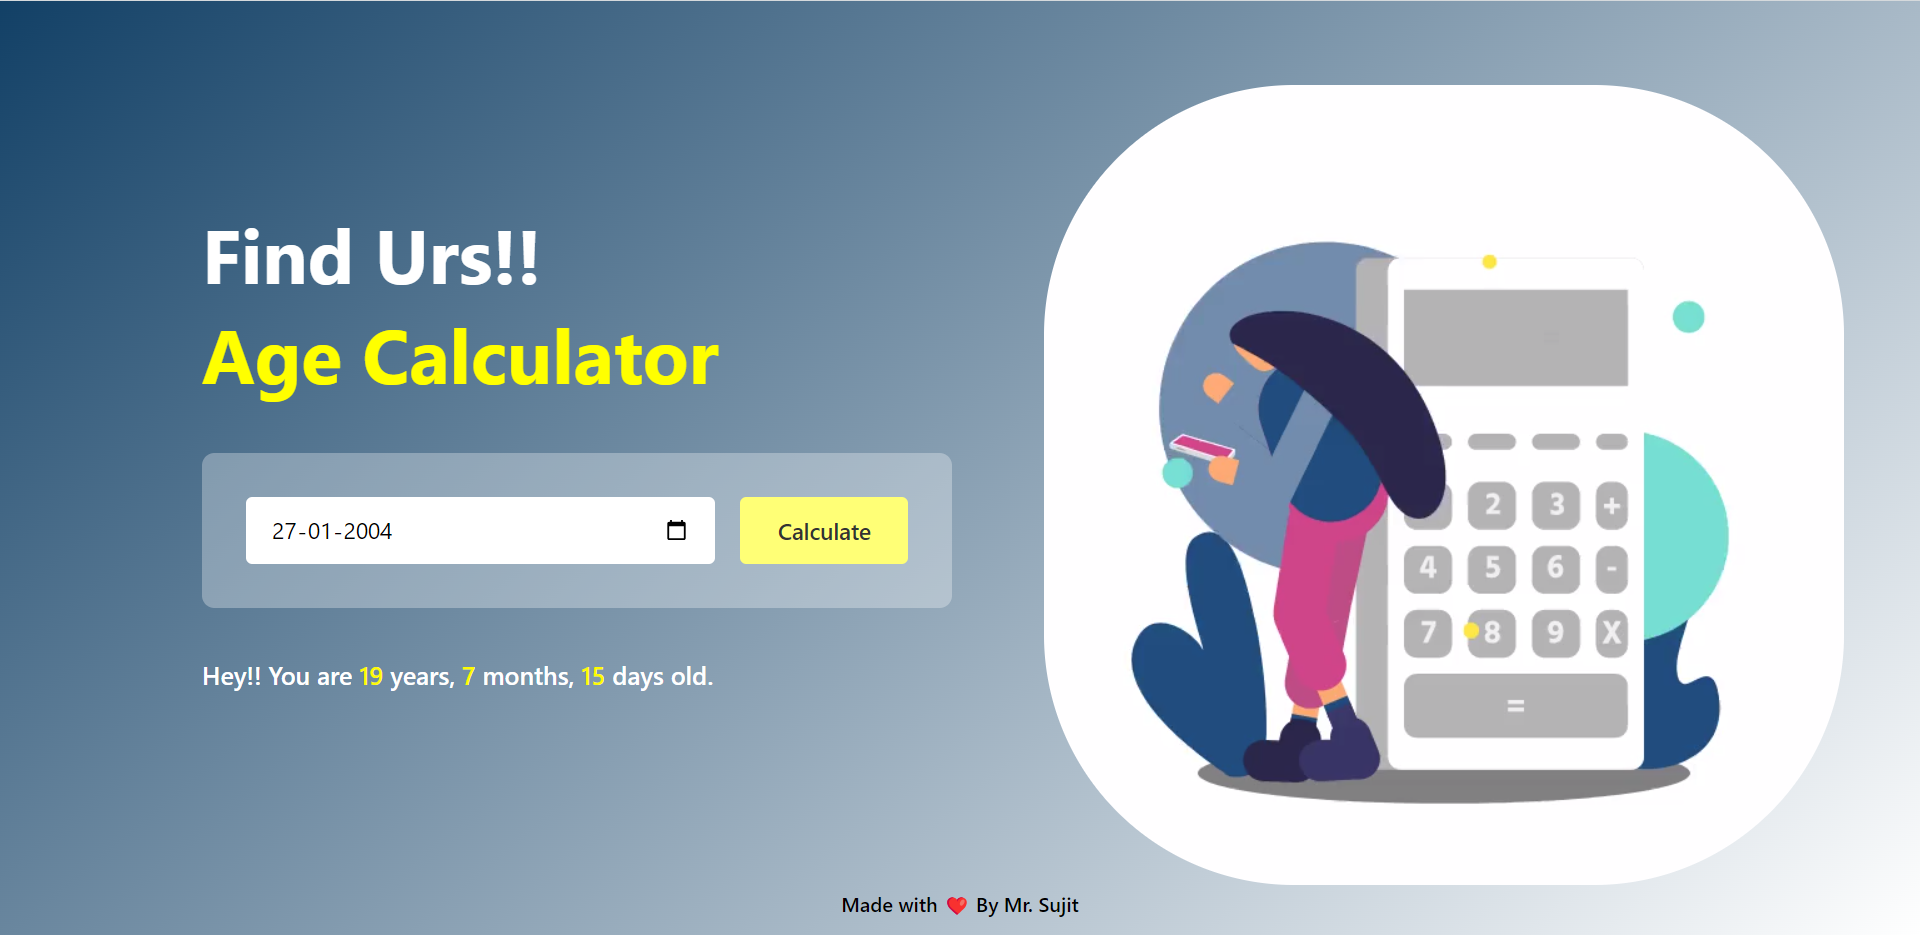 Find Urs!!
Age Calculator
27-01-2004
Calculate
Hey!! You are 19 years, 7 months, 15 days old.
2 3 +
4 5 6 -
7 8 9 X
=
Made with ❤️ By Mr. Sujit